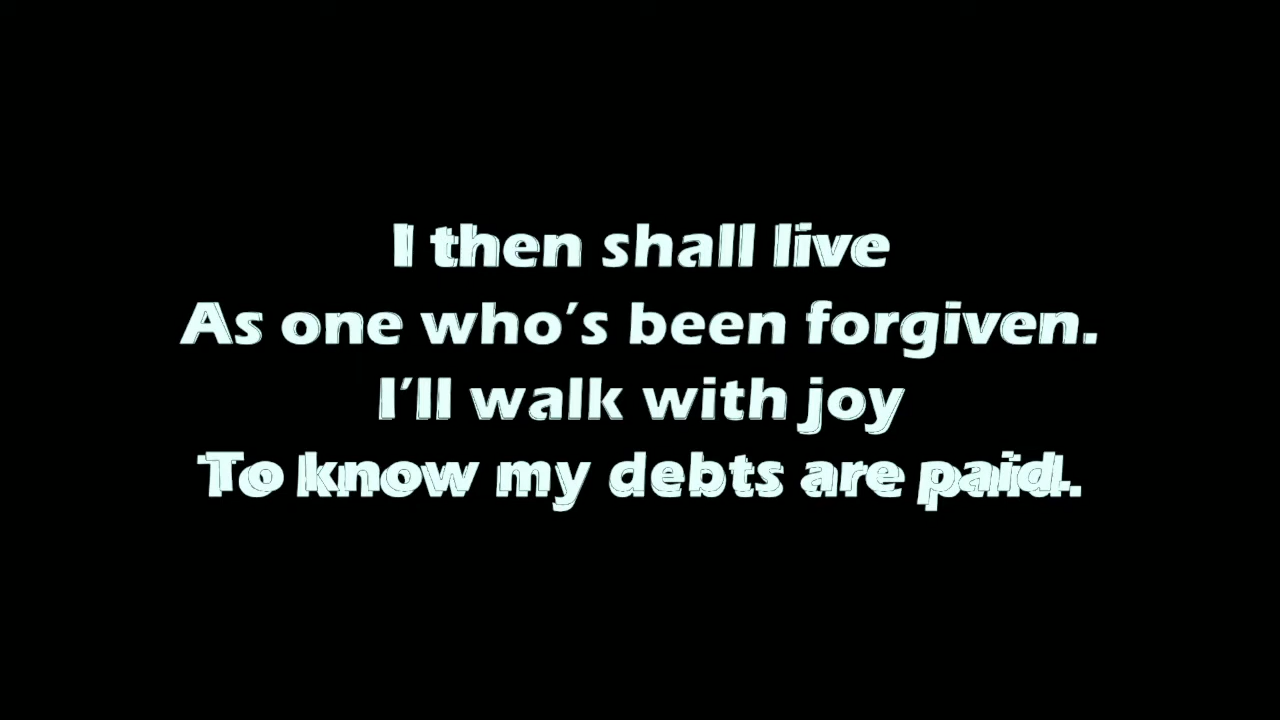 I then shall live
As one who's been forgiven.
I'll walk with joy
To know my debts are paid.